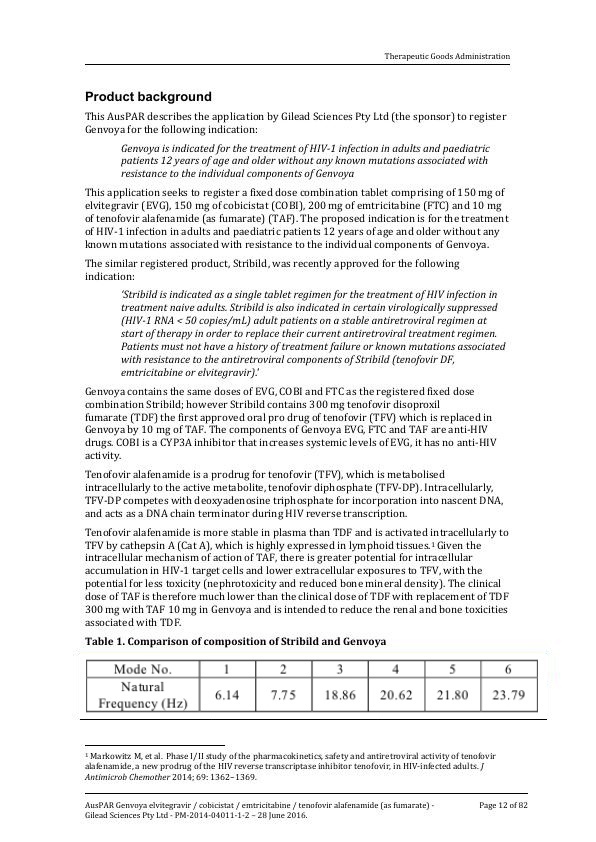 Therapeutic Goods Administration
Product background
This AusPAR describes the application by Gilead Sciences Pty Ltd (the sponsor) to register
Genvoya for the following indication:
Genvoya is indicated for the treatment of HIV-1 infection in adults and paediatric
patients 12 years of age and older without any known mutations associated with
resistance to the individual components of Genvoya
This application seeks to register a fixed dose combination tablet comprising of 150 mg of
elvitegravir (EVG), 150 mg of cobicistat (COBI), 200 mg of emtricitabine (FTC) and 10 mg
of tenofovir alafenamide (as fumarate) (TAF). The proposed indication is for the treatment
of HIV-1 infection in adults and paediatric patients 12 years of age and older without any
known mutations associated with resistance to the individual components of Genvoya.
The similar registered product, Stribild, was recently approved for the following
indication:
'Stribild is indicated as a single tablet regimen for the treatment of HIV infection in
treatment naive adults. Stribild is also indicated in certain virologically suppressed
(HIV-1 RNA < 50 copies/mL) adult patients on a stable antiretroviral regimen at
start of therapy in order to replace their current antiretroviral treatment regimen.
Patients must not have a history of treatment failure or known mutations associated
with resistance to the antiretroviral components of Stribild (tenofovir DF,
emtricitabine or elvitegravir).'
Genvoya contains the same doses of EVG, COBI and FTC as the registered fixed dose
combination Stribild; however Stribild contains 300 mg tenofovir disoproxil
fumarate (TDF) the first approved oral pro drug of tenofovir (TFV) which is replaced in
Genvoya by 10 mg of TAF. The components of Genvoya EVG, FTC and TAF are anti-HIV
drugs. COBI is a CYP3A inhibitor that increases systemic levels of EVG, it has no anti-HIV
activity.
Tenofovir alafenamide is a prodrug for tenofovir (TFV), which is metabolised
intracellularly to the active metabolite, tenofovir diphosphate (TFV-DP). Intracellularly,
TFV-DP competes with deoxyadenosine triphosphate for incorporation into nascent DNA,
and acts as a DNA chain terminator during HIV reverse transcription.
Tenofovir alafenamide is more stable in plasma than TDF and is activated intracellularly to
TFV by cathepsin A (Cat A), which is highly expressed in lymphoid tissues.¹ Given the
intracellular mechanism of action of TAF, there is greater potential for intracellular
accumulation in HIV-1 target cells and lower extracellular exposures to TFV, with the
potential for less toxicity (nephrotoxicity and reduced bone mineral density). The clinical
dose of TAF is therefore much lower than the clinical dose of TDF with replacement of TDF
300 mg with TAF 10 mg in Genvoya and is intended to reduce the renal and bone toxicities
associated with TDF.
Table 1. Comparison of composition of Stribild and Genvoya
Mode No. 1 2 3 4 5 6
Natural
Frequency (Hz) 6.14 7.75 18.86 20.62 21.80 23.79
¹ Markowitz M, et al. Phase I/II study of the pharmacokinetics, safety and antiretroviral activity of tenofovir
alafenamide, a new prodrug of the HIV reverse transcriptase inhibitor tenofovir, in HIV-infected adults. J
Antimicrob Chemother 2014; 69: 1362–1369.
AusPAR Genvoya elvitegravir / cobicistat / emtricitabine / tenofovir alafenamide (as fumarate) - Page 12 of 82
Gilead Sciences Pty Ltd - PM-2014-04011-1-2 – 28 June 2016.